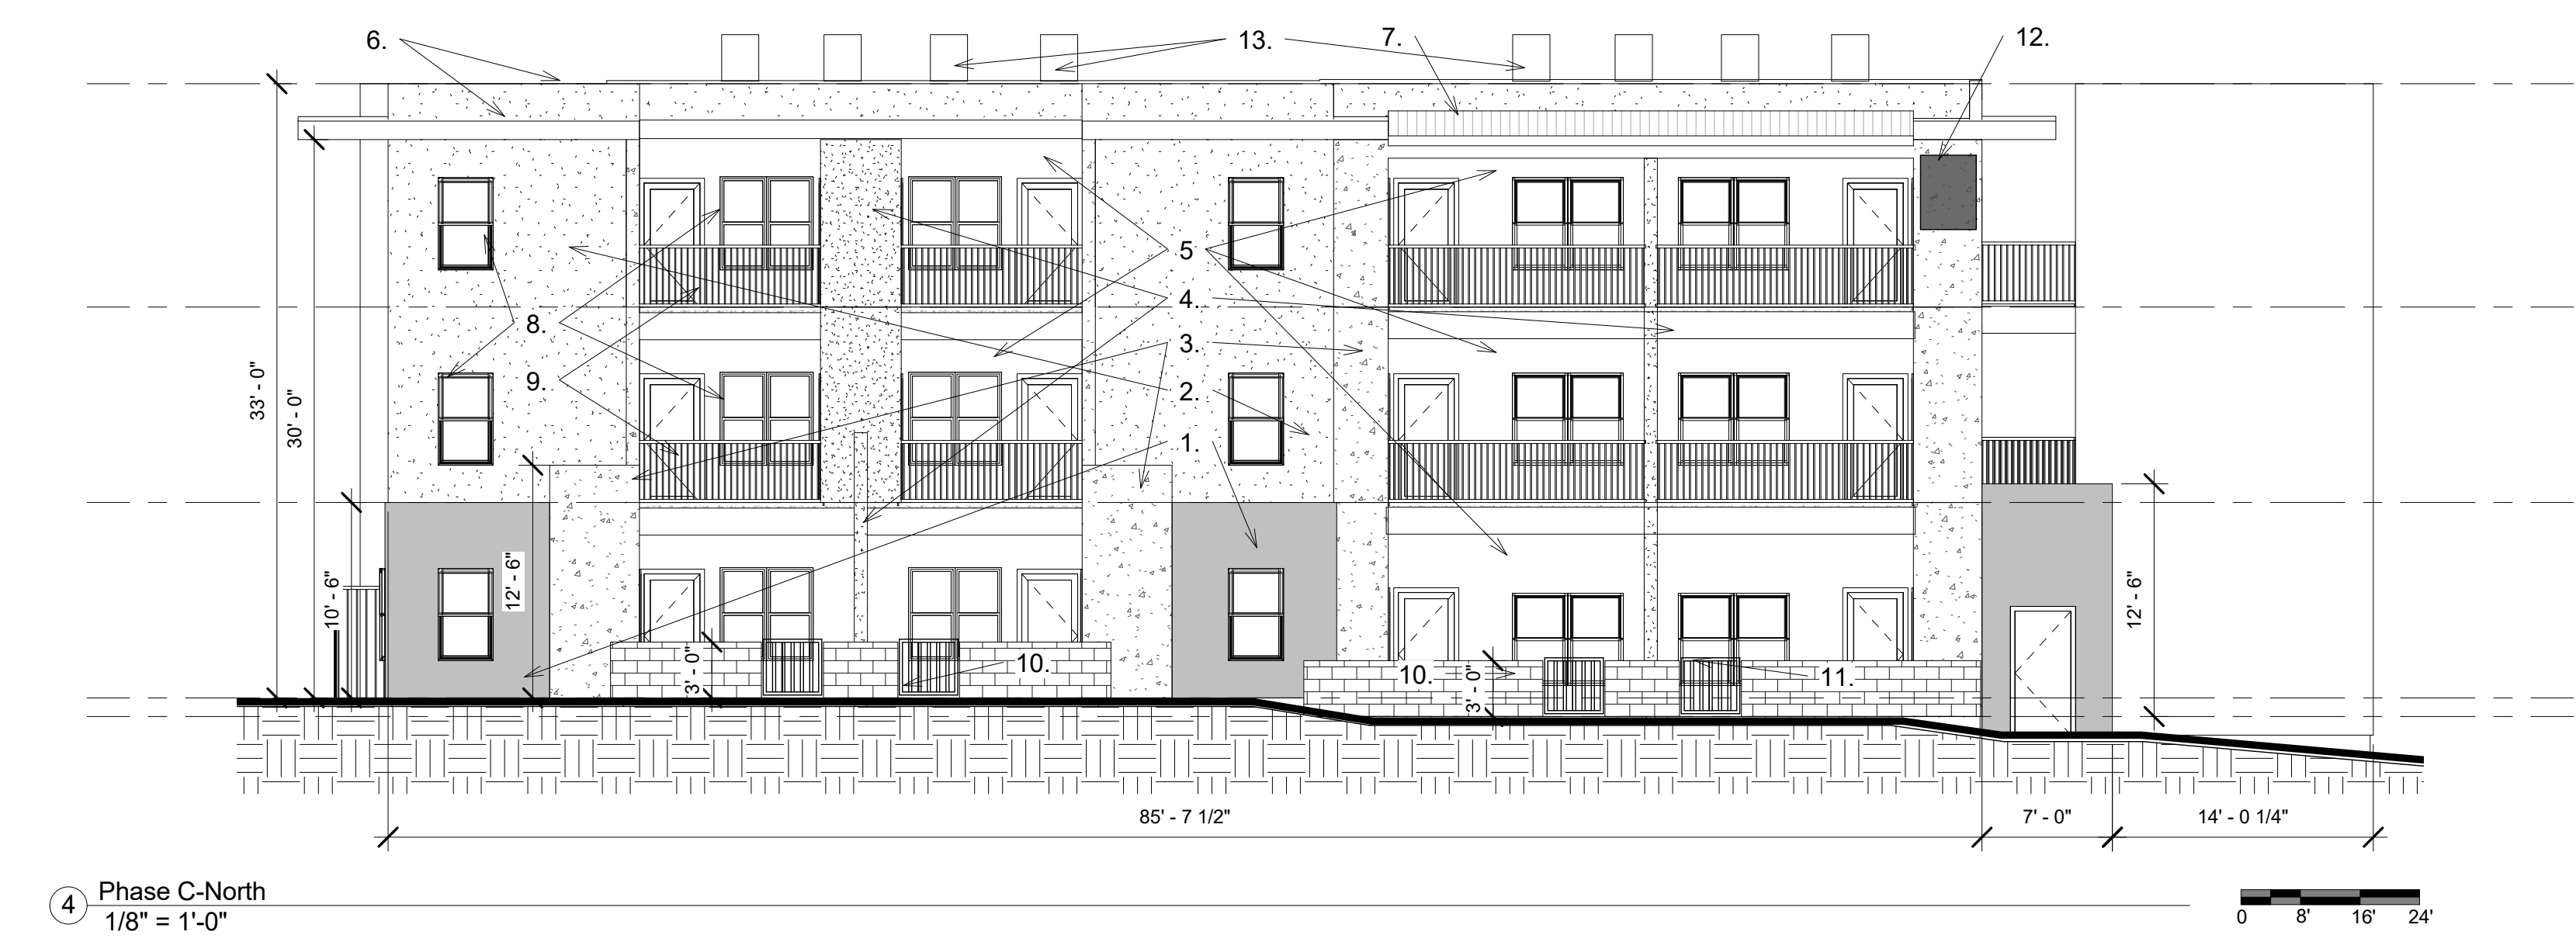 6.
13.
7.
12.
5
4.
8.
3.
9.
2.
1.
33' - 0"
30' - 0"
10' - 6"
12' - 6"
3' - 0"
10.
10.
3' - 0"
11.
12' - 6"
85' - 7 1/2"
7' - 0"
14' - 0 1/4"
4
Phase C-North
1/8" = 1'-0"
0 8' 16' 24'